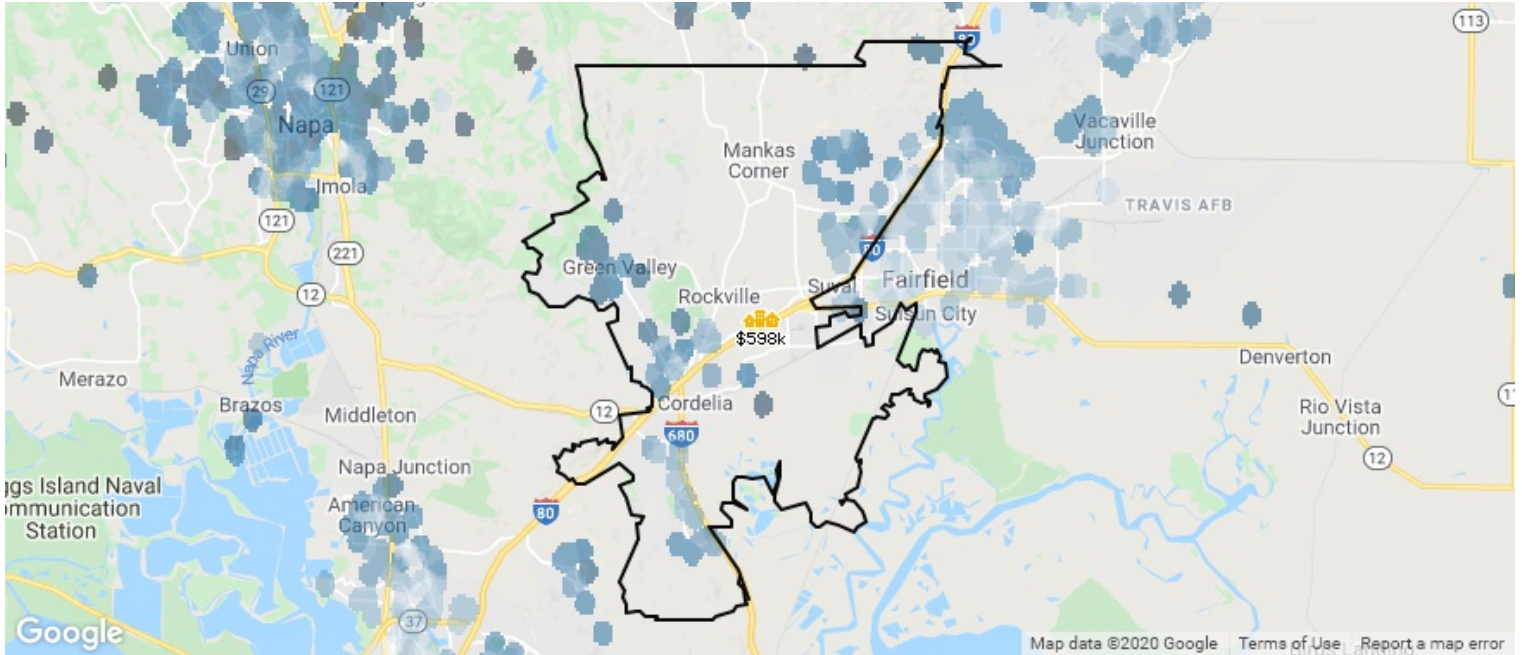 113
Union
80
29
121
Napa
Vacaville
Junction
Mankas
Corner
Imola
TRAVIS AFB
121
221
80
Green Valley
Fairfield
12
Rockville
Suval
Suisun City
$598k
Napa River
Denverton
Merazo
Brazos
Middleton
12
Cordelia
Rio Vista
Junction
680
12
Napa Junction
ggs Island Naval
ommunication
Station
American
Canyon
80
37
Google
Map data ©2020 Google
Terms of Use
Report a map error